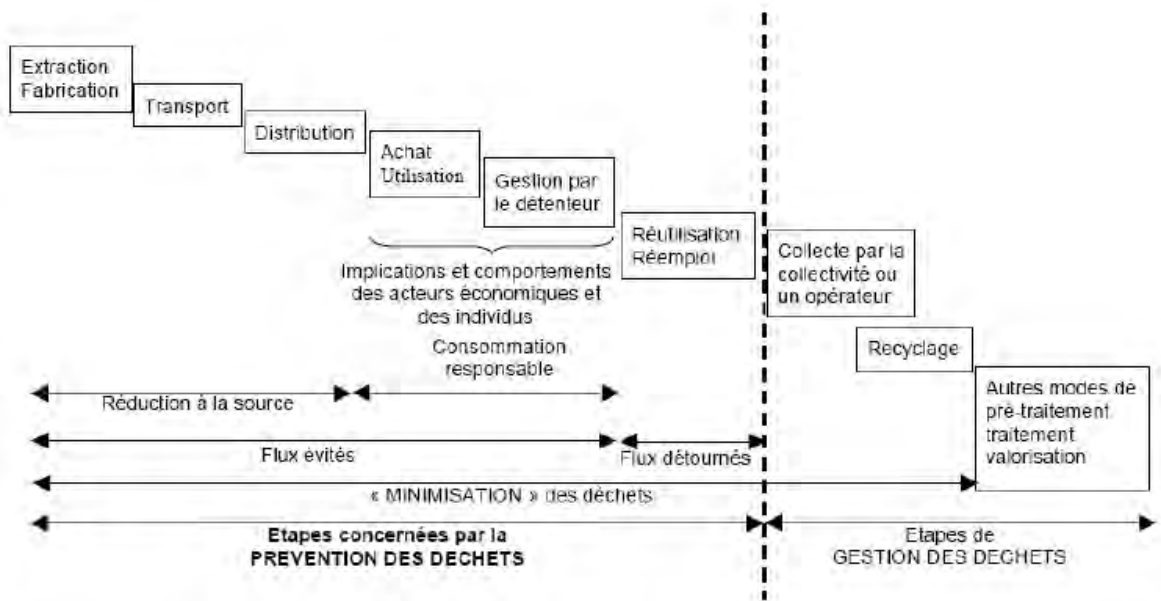 Extraction
Fabrication
Transport
Distribution
Achat
Utilisation
Gestion par
le détenteur
Réutilisation
Réemploi
Collecte par la
collectivité ou
un opérateur
Recyclage
Autres modes de
pré-traitement
traitement
valorisation
Implications et comportements
des acteurs économiques et
des individus
Consommation
responsable
Réduction à la source
Flux évités
Flux détournés
« MINIMISATION » des déchets
Etapes concernées par la
PREVENTION DES DECHETS
Etapes de
GESTION DES DECHETS